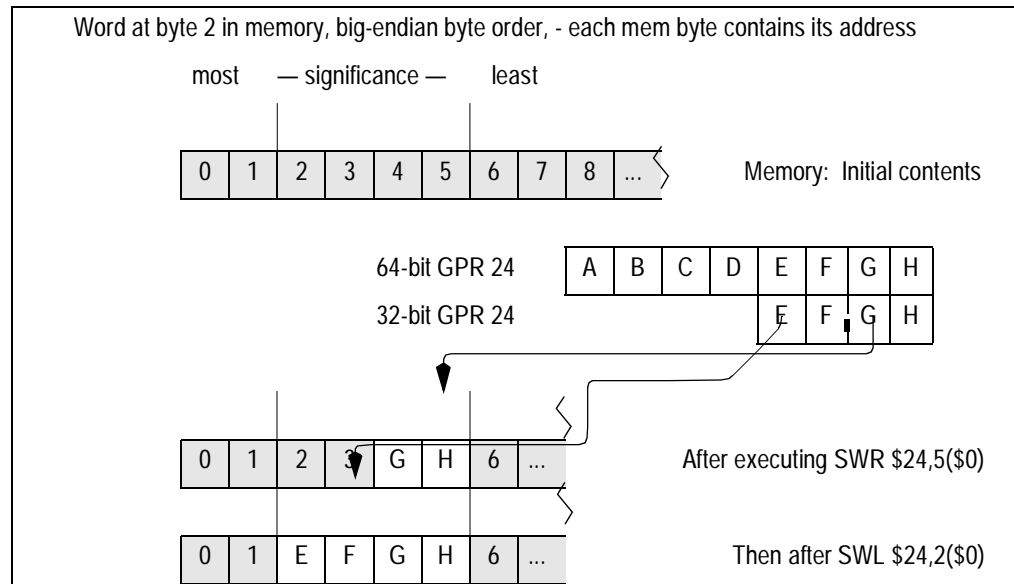 Word at byte 2 in memory, big-endian byte order, - each mem byte contains its address
most — significance — least
0 1 2 3 4 5 6 7 8 ... Memory: Initial contents
64-bit GPR 24 A B C D E F G H
32-bit GPR 24 E F G H
0 1 2 3 G H 6 ... After executing SWR $24,5($0)
0 1 E F G H 6 ... Then after SWL $24,2($0)